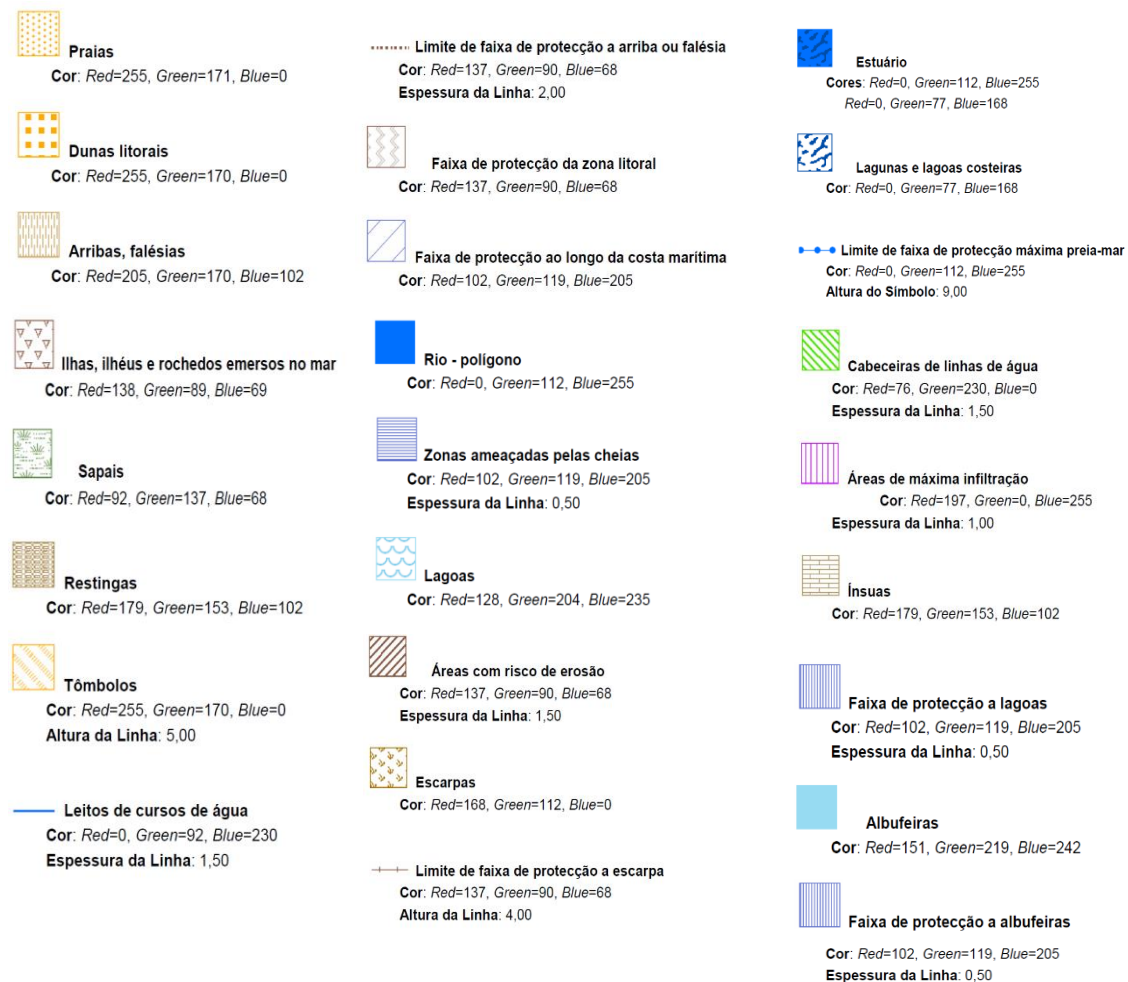 Praias
Cor: Red=255, Green=171, Blue=0
Dunas litorais
Cor: Red=255, Green=170, Blue=0
Arribas, falésias
Cor: Red=205, Green=170, Blue=102
Ilhas, ilhéus e rochedos emersos no mar
Cor: Red=138, Green=89, Blue=69
Sapais
Cor: Red=92, Green=137, Blue=68
Restingas
Cor: Red=179, Green=153, Blue=102
Tômbolos
Cor: Red=255, Green=170, Blue=0
Altura da Linha: 5,00
Leitos de cursos de água
Cor: Red=0, Green=92, Blue=230
Espessura da Linha: 1,50
Limite de faixa de protecção a arriba ou falésia
Cor: Red=137, Green=90, Blue=68
Espessura da Linha: 2,00
Faixa de protecção da zona litoral
Cor: Red=137, Green=90, Blue=68
Faixa de protecção ao longo da costa marítima
Cor: Red=102, Green=119, Blue=205
Rio - polígono
Cor: Red=0, Green=112, Blue=255
Zonas ameaçadas pelas cheias
Cor: Red=102, Green=119, Blue=205
Espessura da Linha: 0,50
Lagoas
Cor: Red=128, Green=204, Blue=235
Áreas com risco de erosão
Cor: Red=137, Green=90, Blue=68
Espessura da Linha: 1,50
Escarpas
Cor: Red=168, Green=112, Blue=0
Limite de faixa de protecção a escarpa
Cor: Red=137, Green=90, Blue=68
Altura da Linha: 4,00
Estuário
Cores: Red=0, Green=112, Blue=255
Red=0, Green=77, Blue=168
Lagunas e lagoas costeiras
Cor: Red=0, Green=77, Blue=168
Limite de faixa de protecção máxima preia-mar
Cor: Red=0, Green=112, Blue=255
Altura do Símbolo: 9,00
Cabeceiras de linhas de água
Cor: Red=76, Green=230, Blue=0
Espessura da Linha: 1,50
Áreas de máxima infiltração
Cor: Red=197, Green=0, Blue=255
Espessura da Linha: 1,00
Ínsuas
Cor: Red=179, Green=153, Blue=102
Faixa de protecção a lagoas
Cor: Red=102, Green=119, Blue=205
Espessura da Linha: 0,50
Albufeiras
Cor: Red=151, Green=219, Blue=242
Faixa de protecção a albufeiras
Cor: Red=102, Green=119, Blue=205
Espessura da Linha: 0,50